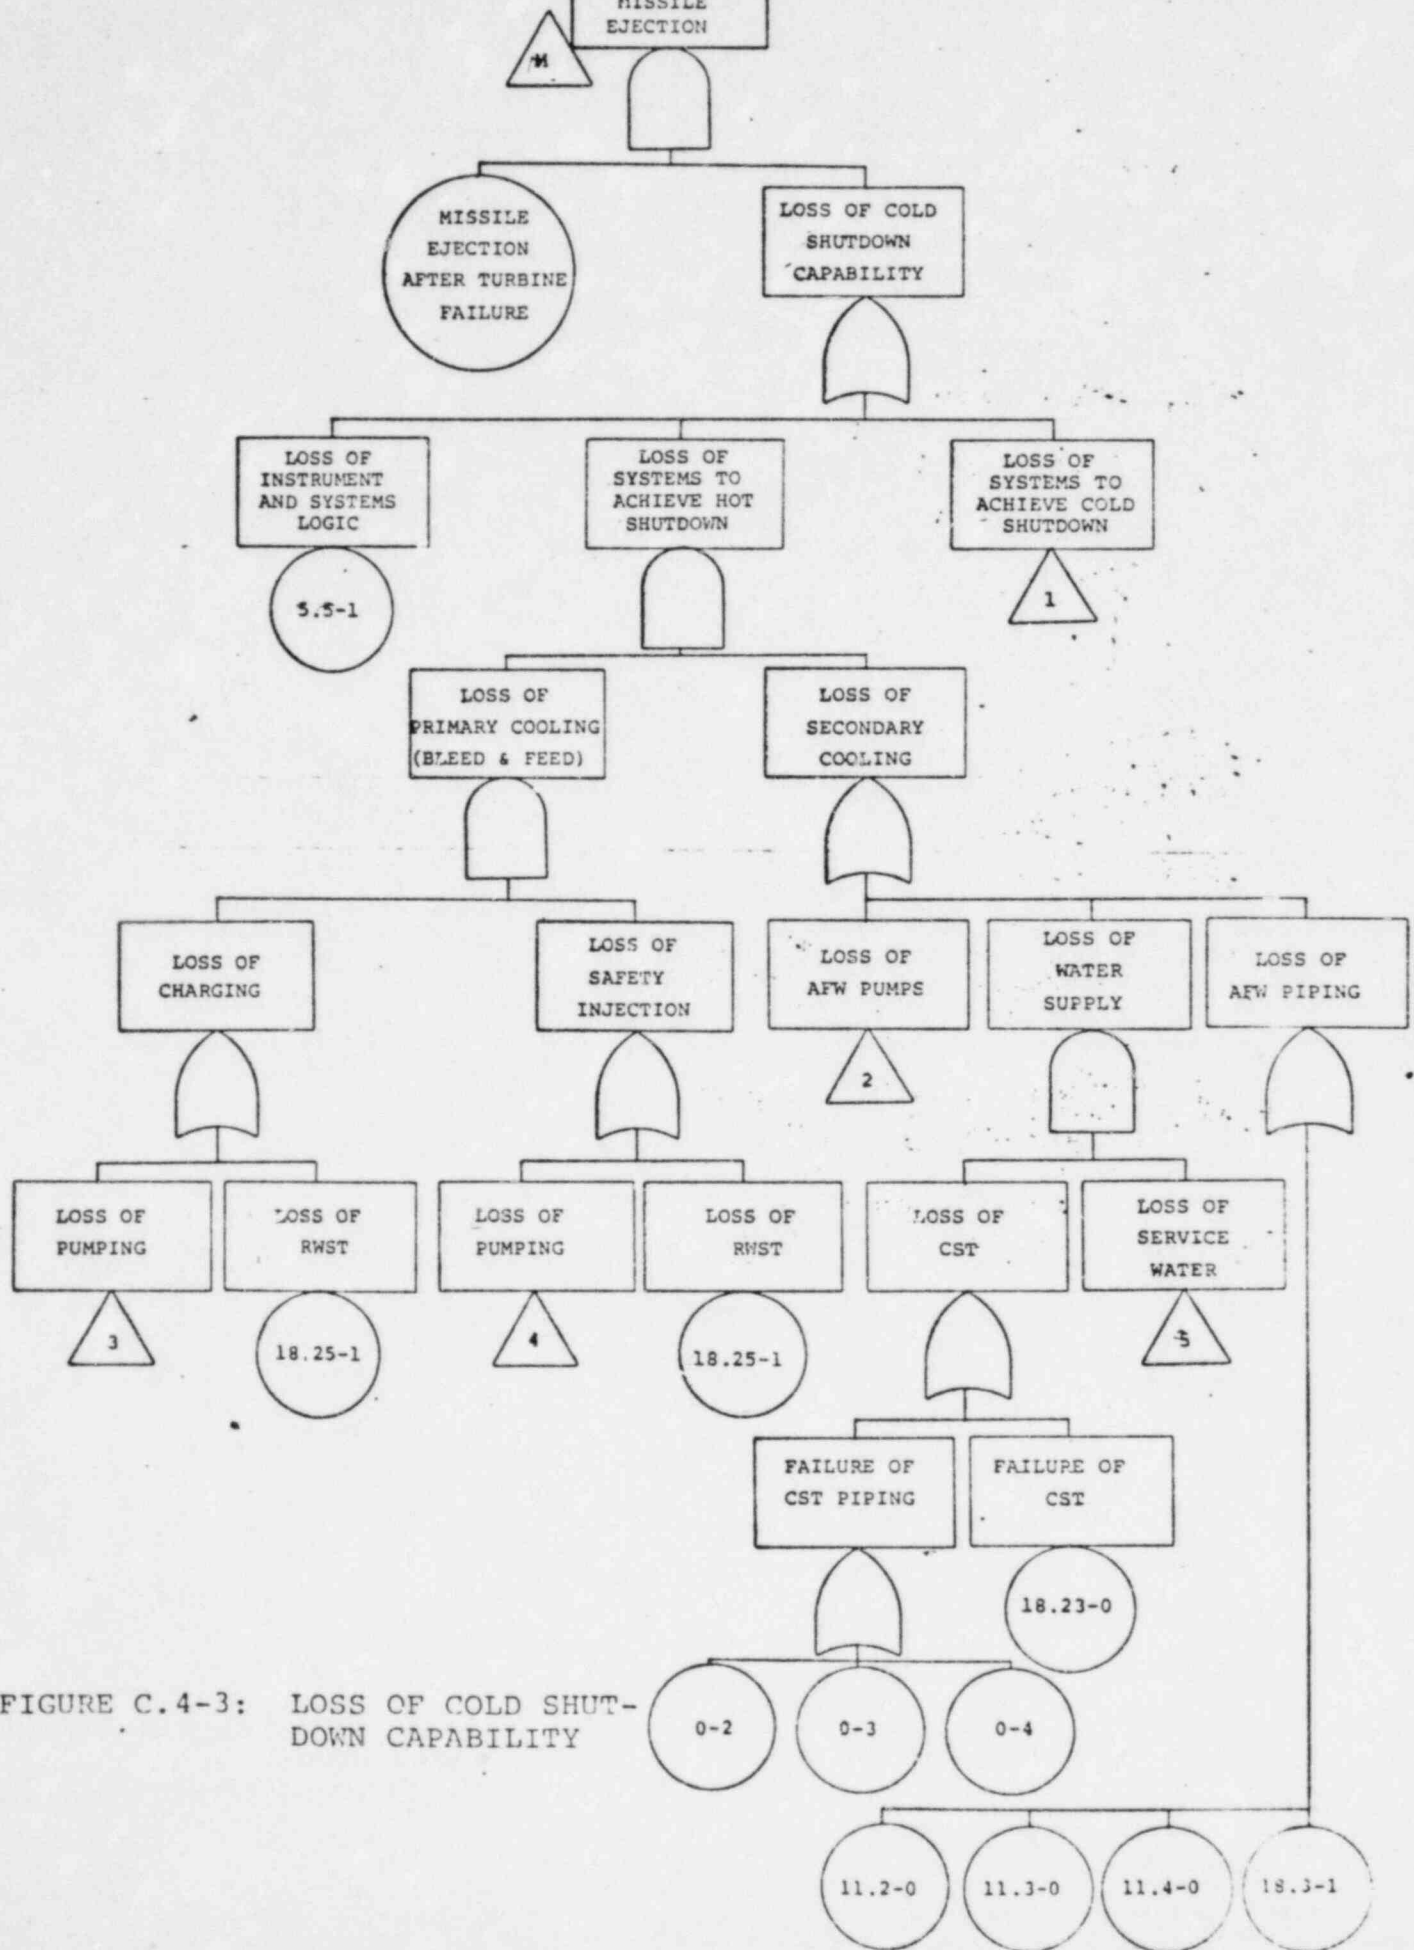 MISSILE
EJECTION
M
MISSILE
EJECTION
AFTER TURBINE
FAILURE
LOSS OF COLD
SHUTDOWN
CAPABILITY
LOSS OF
INSTRUMENT
AND SYSTEMS
LOGIC
5.5-1
LOSS OF
SYSTEMS TO
ACHIEVE HOT
SHUTDOWN
LOSS OF
SYSTEMS TO
ACHIEVE COLD
SHUTDOWN
1
LOSS OF
PRIMARY COOLING
(BLEED & FEED)
LOSS OF
SECONDARY
COOLING
LOSS OF
CHARGING
LOSS OF
SAFETY
INJECTION
LOSS OF
AFW PUMPS
2
LOSS OF
WATER
SUPPLY
LOSS OF
AFW PIPING
LOSS OF
PUMPING
3
LOSS OF
RWST
18.25-1
LOSS OF
PUMPING
4
LOSS OF
RWST
18.25-1
LOSS OF
CST
LOSS OF
SERVICE
WATER
5
FAILURE OF
CST PIPING
FAILURE OF
CST
18.23-0
0-2
0-3
0-4
11.2-0
11.3-0
11.4-0
18.3-1
FIGURE C.4-3: LOSS OF COLD SHUT-
DOWN CAPABILITY